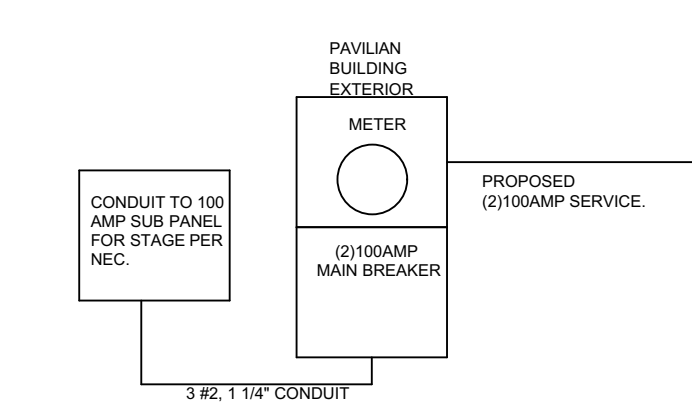 PAVILIAN
BUILDING
EXTERIOR
METER
CONDUIT TO 100
AMP SUB PANEL
FOR STAGE PER
NEC.
PROPOSED
(2)100AMP SERVICE.
(2)100AMP
MAIN BREAKER
3 #2, 1 1/4" CONDUIT